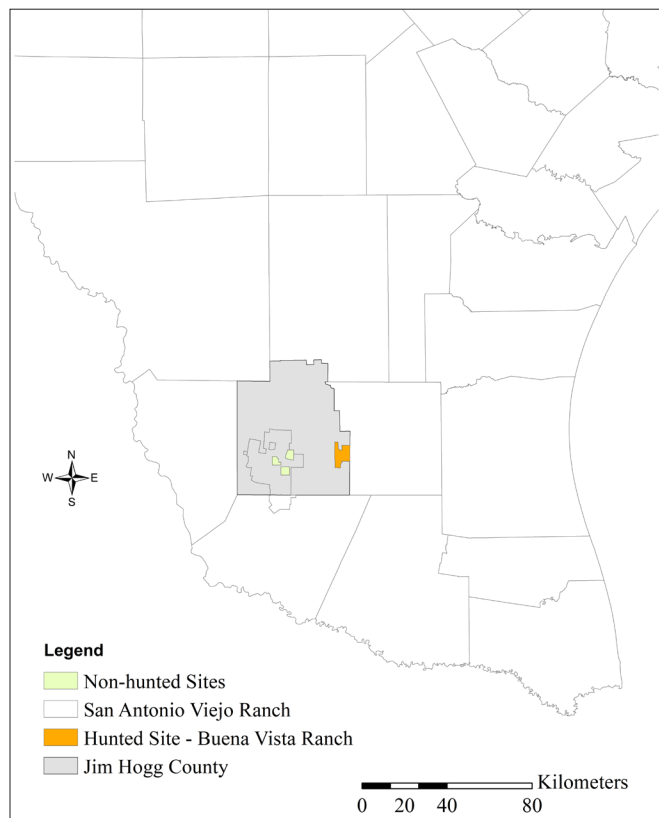 N
W E
S
Legend
Non-hunted Sites
San Antonio Viejo Ranch
Hunted Site - Buena Vista Ranch
Jim Hogg County
Kilometers
0 20 40 80